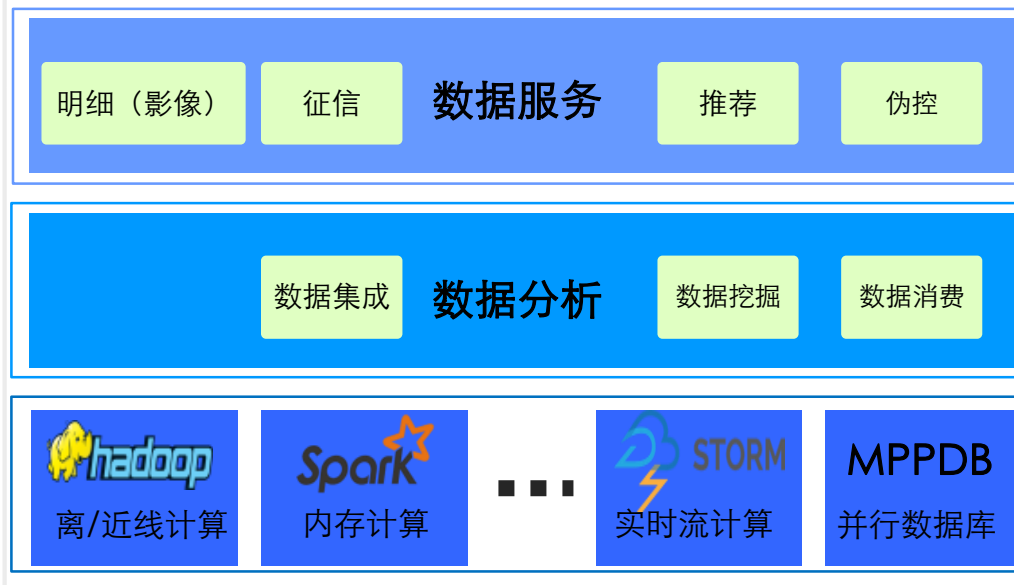 明细（影像）
征信
数据服务
推荐
伪控
数据集成
数据分析
数据挖掘
数据消费
hadoop
Spark
STORM
MPPDB
离/近线计算
内存计算
...
实时流计算
并行数据库